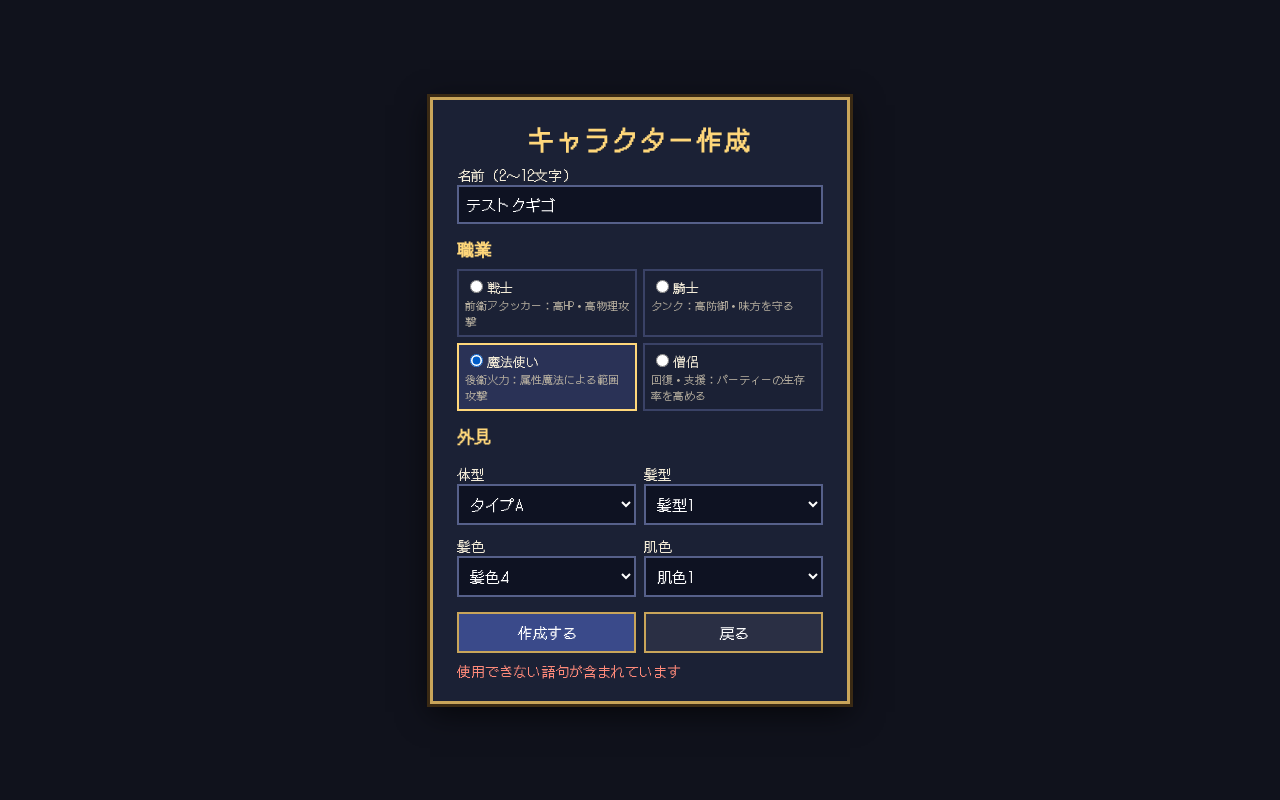 キャラクター作成
名前（2〜12文字）
テストクギゴ
職業
戦士
前衛アタッカー：高HP・高物理攻
撃
騎士
タンク：高防御・味方を守る
魔法使い
後衛火力：属性魔法による範囲
攻撃
僧侶
回復・支援：パーティーの生存
率を高める
外見
体型
髪型
タイプA
髪型1
髪色
肌色
髪色4
肌色1
作成する
戻る
使用できない語句が含まれています